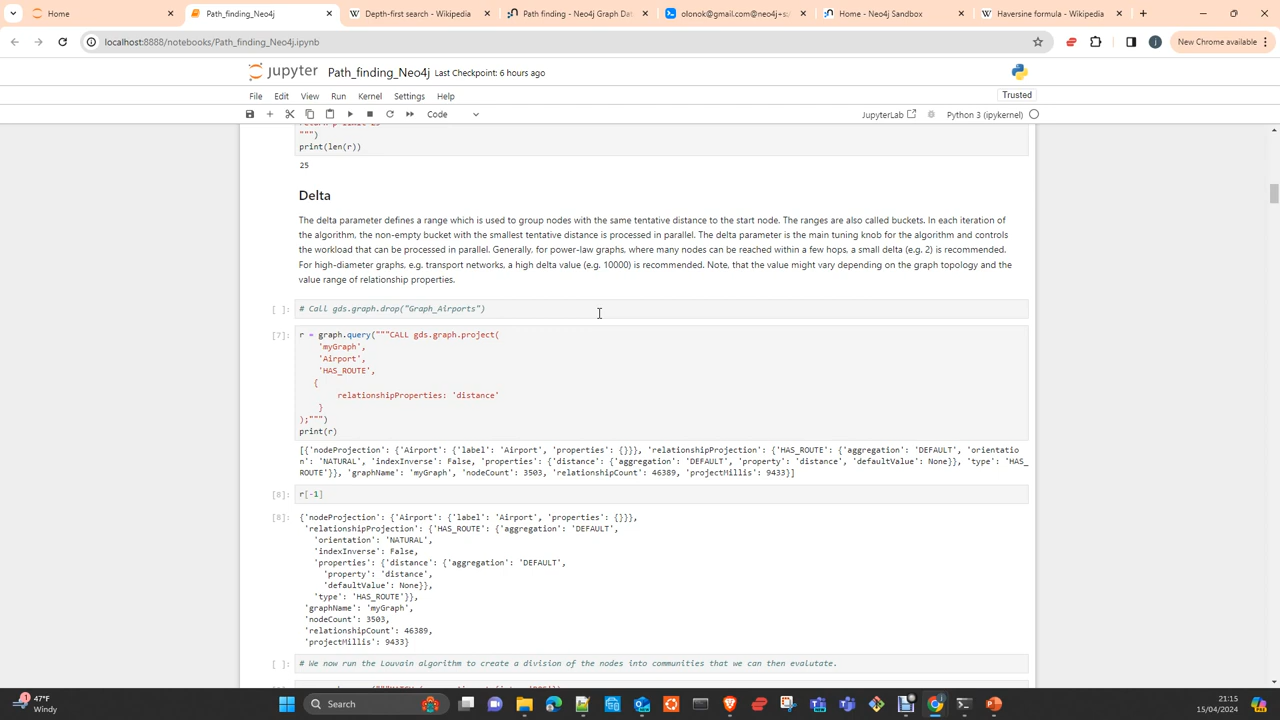 Home
Path_finding_Neo4j
Depth-first search - Wikipedia
Path finding - Neo4j Graph Dat
olonok@gmail.com@neo4j+s
Home - Neo4j Sandbox
Haversine formula - Wikipedia
localhost:8888/notebooks/Path_finding_Neo4j.ipynb
New Chrome available
jupyter Path_finding_Neo4j Last Checkpoint: 6 hours ago
File Edit View Run Kernel Settings Help
Trusted
Code
JupyterLab
Python 3 (ipykernel)
""")
print(len(r))
25
Delta
The delta parameter defines a range which is used to group nodes with the same tentative distance to the start node. The ranges are also called buckets. In each iteration of
the algorithm, the non-empty bucket with the smallest tentative distance is processed in parallel. The delta parameter is the main tuning knob for the algorithm and controls
the workload that can be processed in parallel. Generally, for power-law graphs, where many nodes can be reached within a few hops, a small delta (e.g. 2) is recommended.
For high-diameter graphs, e.g. transport networks, a high delta value (e.g. 10000) is recommended. Note, that the value might vary depending on the graph topology and the
value range of relationship properties.
[ ]: # Call gds.graph.drop("Graph_Airports")
[7]: r = graph.query("""CALL gds.graph.project(
'myGraph',
'Airport',
'HAS_ROUTE',
{
relationshipProperties: 'distance'
}
);""")
print(r)
[{'nodeProjection': {'Airport': {'label': 'Airport', 'properties': {}}}, 'relationshipProjection': {'HAS_ROUTE': {'aggregation': 'DEFAULT', 'orientatio
n': 'NATURAL', 'indexInverse': False, 'properties': {'distance': {'aggregation': 'DEFAULT', 'property': 'distance', 'defaultValue': None}}, 'type': 'HAS_
ROUTE'}}, 'graphName': 'myGraph', 'nodeCount': 3503, 'relationshipCount': 46389, 'projectMillis': 9433}]
[8]: r[-1]
[8]: {'nodeProjection': {'Airport': {'label': 'Airport', 'properties': {}}},
'relationshipProjection': {'HAS_ROUTE': {'aggregation': 'DEFAULT',
'orientation': 'NATURAL',
'indexInverse': False,
'properties': {'distance': {'aggregation': 'DEFAULT',
'property': 'distance',
'defaultValue': None}},
'type': 'HAS_ROUTE'}},
'graphName': 'myGraph',
'nodeCount': 3503,
'relationshipCount': 46389,
'projectMillis': 9433}
[ ]: # We now run the Louvain algorithm to create a division of the nodes into communities that we can then evalutate.
47°F
Windy
Search
21:15
15/04/2024